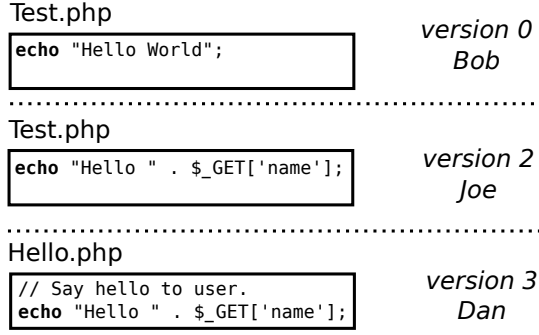 Test.php
version 0
echo "Hello World";
Bob
Test.php
version 2
echo "Hello " . $_GET['name'];
Joe
Hello.php
version 3
// Say hello to user.
echo "Hello " . $_GET['name'];
Dan